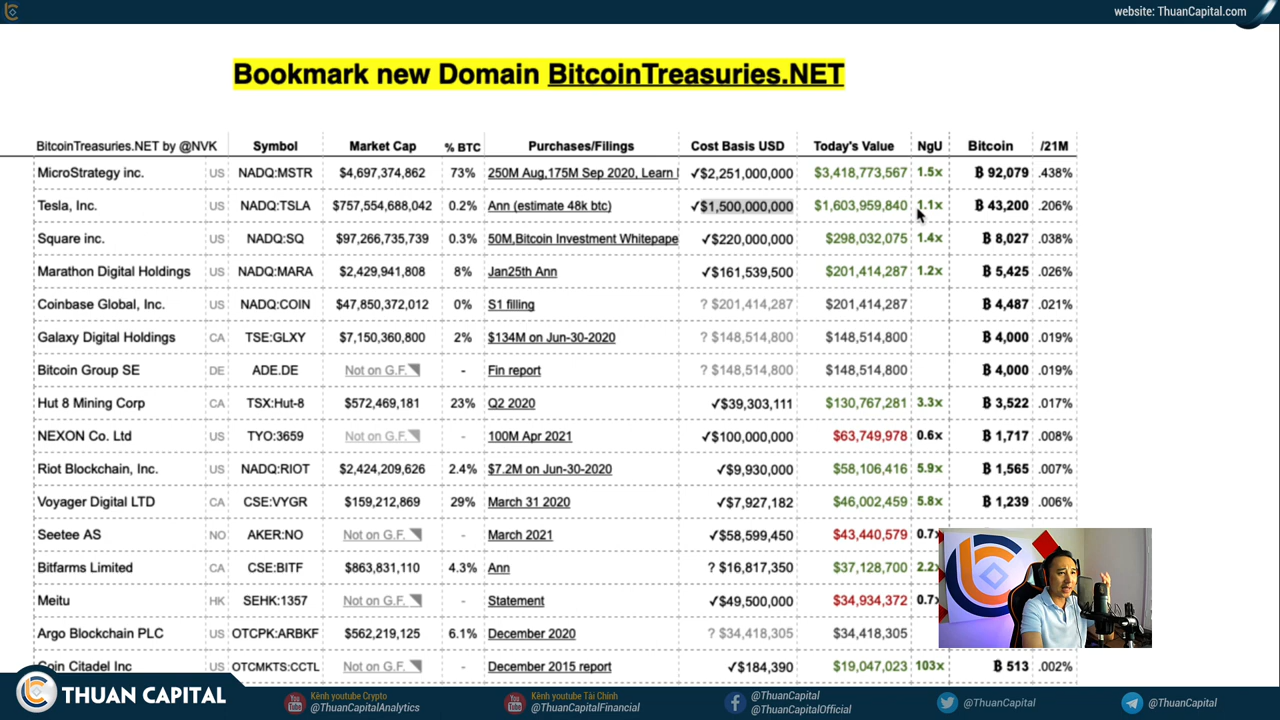 website: ThuanCapital.com
Bookmark new Domain BitcoinTreasuries.NET
BitcoinTreasuries.NET by @NVK Symbol Market Cap % BTC Purchases/Filings Cost Basis USD Today's Value NgU Bitcoin /21M
MicroStrategy inc. US NADQ:MSTR $4,697,374,862 73% 250M Aug,175M Sep 2020, Learn ✓$2,251,000,000 $3,418,773,567 1.5x ₿ 92,079 .438%
Tesla, Inc. US NADQ:TSLA $757,554,688,042 0.2% Ann (estimate 48k btc) ✓$1,500,000,000 $1,603,959,840 1.1x ₿ 43,200 .206%
Square inc. US NADQ:SQ $97,266,735,739 0.3% 50M,Bitcoin Investment Whitepape ✓$220,000,000 $298,032,075 1.4x ₿ 8,027 .038%
Marathon Digital Holdings US NADQ:MARA $2,429,941,808 8% Jan25th Ann ✓$161,539,500 $201,414,287 1.2x ₿ 5,425 .026%
Coinbase Global, Inc. US NADQ:COIN $47,850,372,012 0% S1 filling ? $201,414,287 $201,414,287 ₿ 4,487 .021%
Galaxy Digital Holdings CA TSE:GLXY $7,150,360,800 2% $134M on Jun-30-2020 ? $148,514,800 $148,514,800 ₿ 4,000 .019%
Bitcoin Group SE DE ADE.DE Not on G.F. - Fin report ? $148,514,800 $148,514,800 ₿ 4,000 .019%
Hut 8 Mining Corp CA TSX:Hut-8 $572,469,181 23% Q2 2020 ✓$39,303,111 $130,767,281 3.3x ₿ 3,522 .017%
NEXON Co. Ltd JP TYO:3659 Not on G.F. - 100M Apr 2021 ✓$100,000,000 $63,749,978 0.6x ₿ 1,717 .008%
Riot Blockchain, Inc. US NADQ:RIOT $2,424,209,626 2.4% $7.2M on Jun-30-2020 ✓$9,930,000 $58,106,416 5.9x ₿ 1,565 .007%
Voyager Digital LTD CA CSE:VYGR $159,212,869 29% March 31 2020 ✓$7,927,182 $46,002,459 5.8x ₿ 1,239 .006%
Seetee AS NO AKER:NO Not on G.F. - March 2021 ✓$58,599,450 $43,440,579 0.7
Bitfarms Limited CA CSE:BITF $863,831,110 4.3% Ann ? $16,817,350 $37,128,700 2.2
Meitu HK SEHK:1357 Not on G.F. - Statement ✓$49,500,000 $34,934,372 0.7
Argo Blockchain PLC US OTCPK:ARBKF $562,219,125 6.1% December 2020 ? $34,418,305 $34,418,305
Coin Citadel Inc US OTCMKTS:CCTL Not on G.F. - December 2015 report ✓$184,390 $19,047,023 103x ₿ 513 .002%
THUAN CAPITAL
You Tube Kênh youtube Crypto
@ThuanCapitalAnalytics
You Tube Kênh youtube Tài Chính
@ThuanCapitalFinancial
@ThuanCapital
@ThuanCapitalOfficial
@ThuanCapital
@ThuanCapital